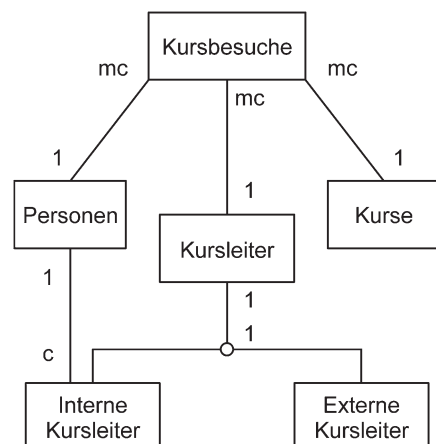 Kursbesuche
mc
mc
mc
1
1
1
Personen
Kursleiter
Kurse
1
1
1
c
Interne
Kursleiter
Externe
Kursleiter